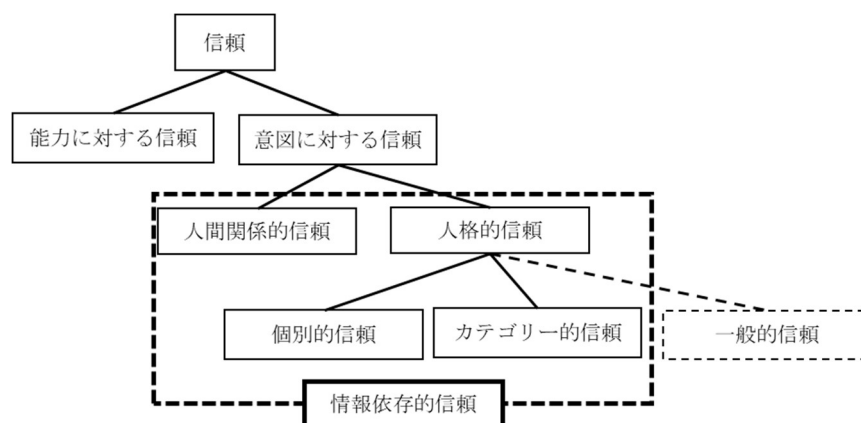 信頼
能力に対する信頼
意図に対する信頼
人間関係的信頼
人格的信頼
個別的信頼
カテゴリー的信頼
一般的信頼
情報依存的信頼